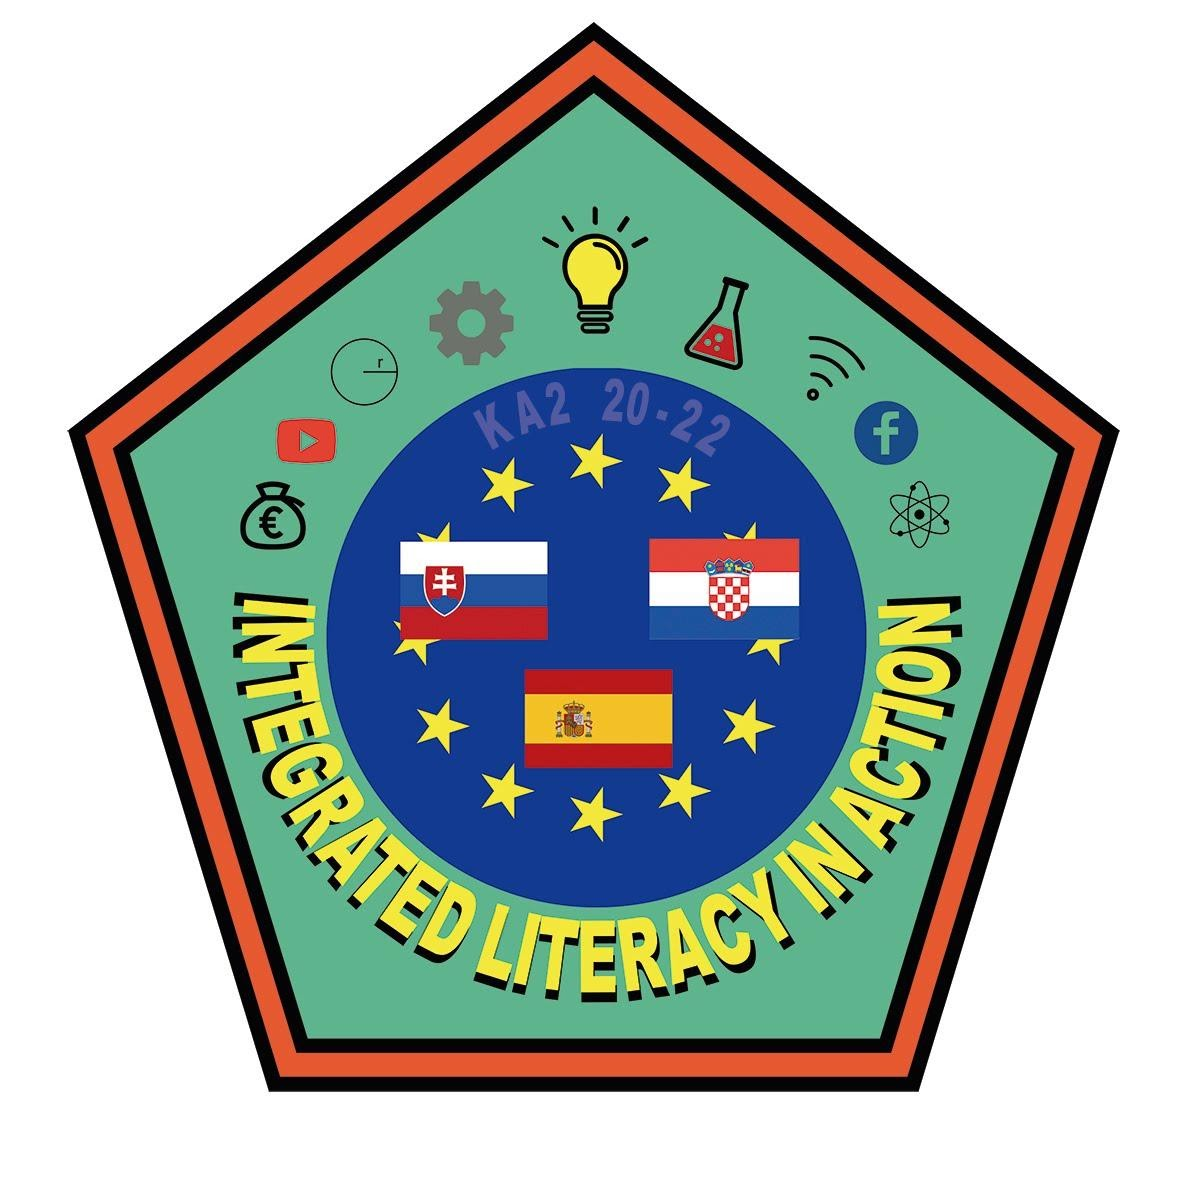 KA2 20-22
r
f
€
INTEGRATED LITERACY IN ACTION